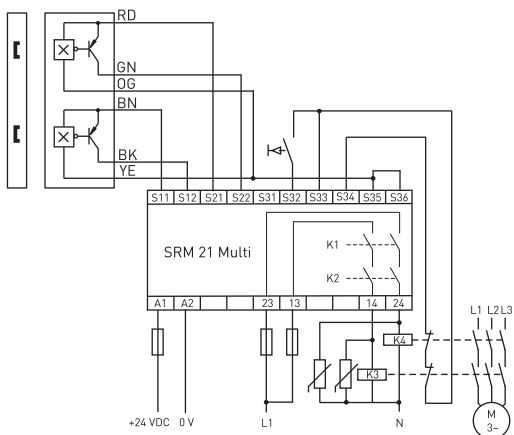 RD
GN
OG
BN
BK
YE
S11 S12 S21 S22 S31 S32 S33 S34 S35 S36
SRM 21 Multi
K1
K2
A1 A2 23 13 14 24
L1 L2 L3
K4
K3
+24 VDC 0 V L1 N
M
3~